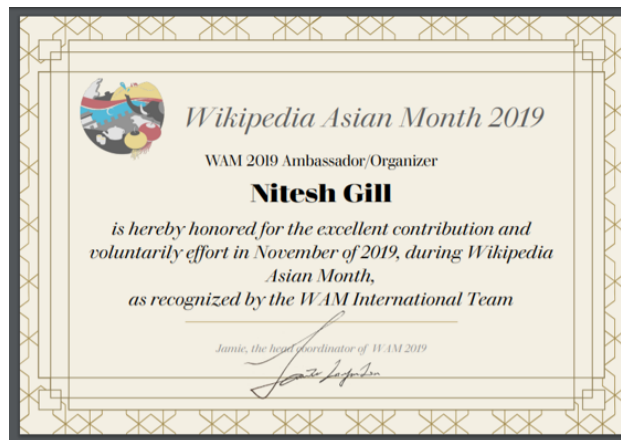 Wikipedia Asian Month 2019
WAM 2019 Ambassador/Organizer
Nitesh Gill
is hereby honored for the excellent contribution and
voluntarily effort in November of 2019, during Wikipedia
Asian Month,
as recognized by the WAM International Team
Jamie, the head coordinator of WAM 2019